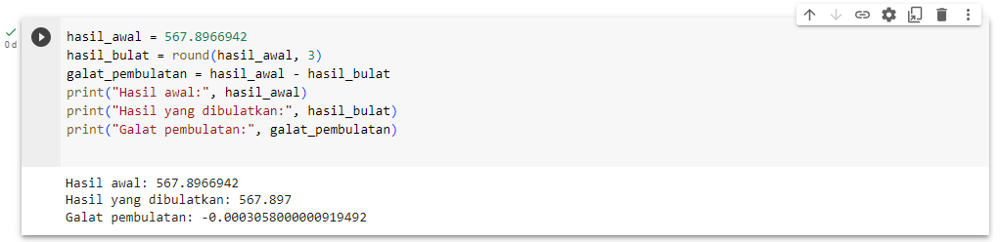 0 d
hasil_awal = 567.8966942
hasil_bulat = round(hasil_awal, 3)
galat_pembulatan = hasil_awal - hasil_bulat
print("Hasil awal:", hasil_awal)
print("Hasil yang dibulatkan:", hasil_bulat)
print("Galat pembulatan:", galat_pembulatan)
Hasil awal: 567.8966942
Hasil yang dibulatkan: 567.897
Galat pembulatan: -0.0003058000000919492